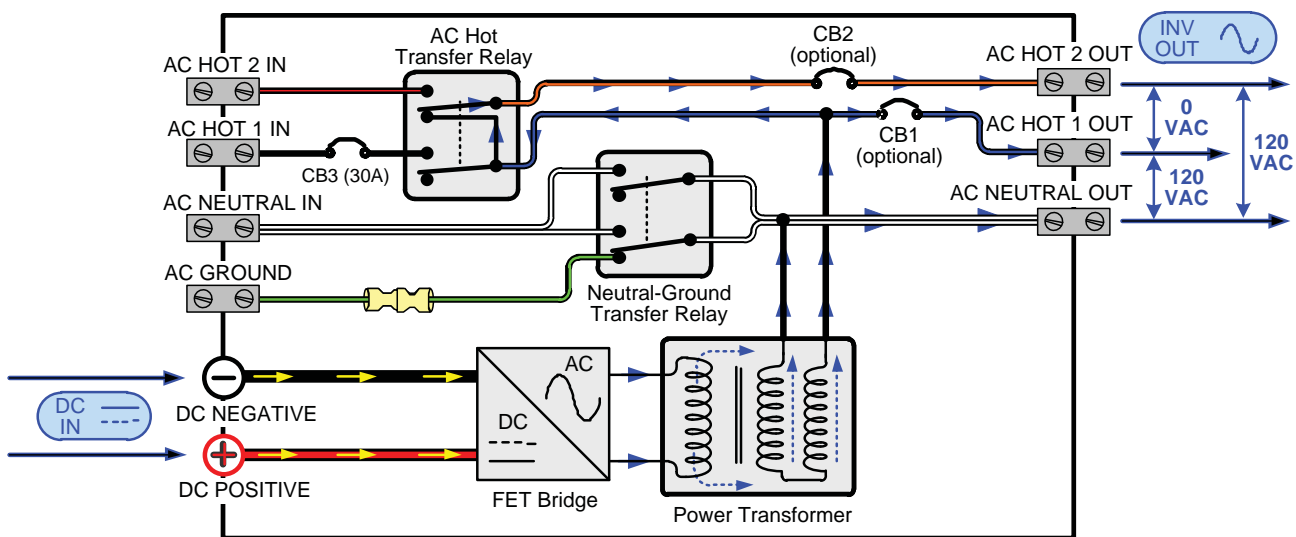 AC Hot
Transfer Relay
CB2
(optional)
INV
OUT
AC HOT 2 IN
AC HOT 2 OUT
AC HOT 1 IN
CB3 (30A)
CB1
(optional)
AC HOT 1 OUT
0
VAC
120
VAC
120
VAC
AC NEUTRAL IN
AC NEUTRAL OUT
AC GROUND
Neutral-Ground
Transfer Relay
DC
IN
DC NEGATIVE
DC POSITIVE
AC
DC
FET Bridge
Power Transformer